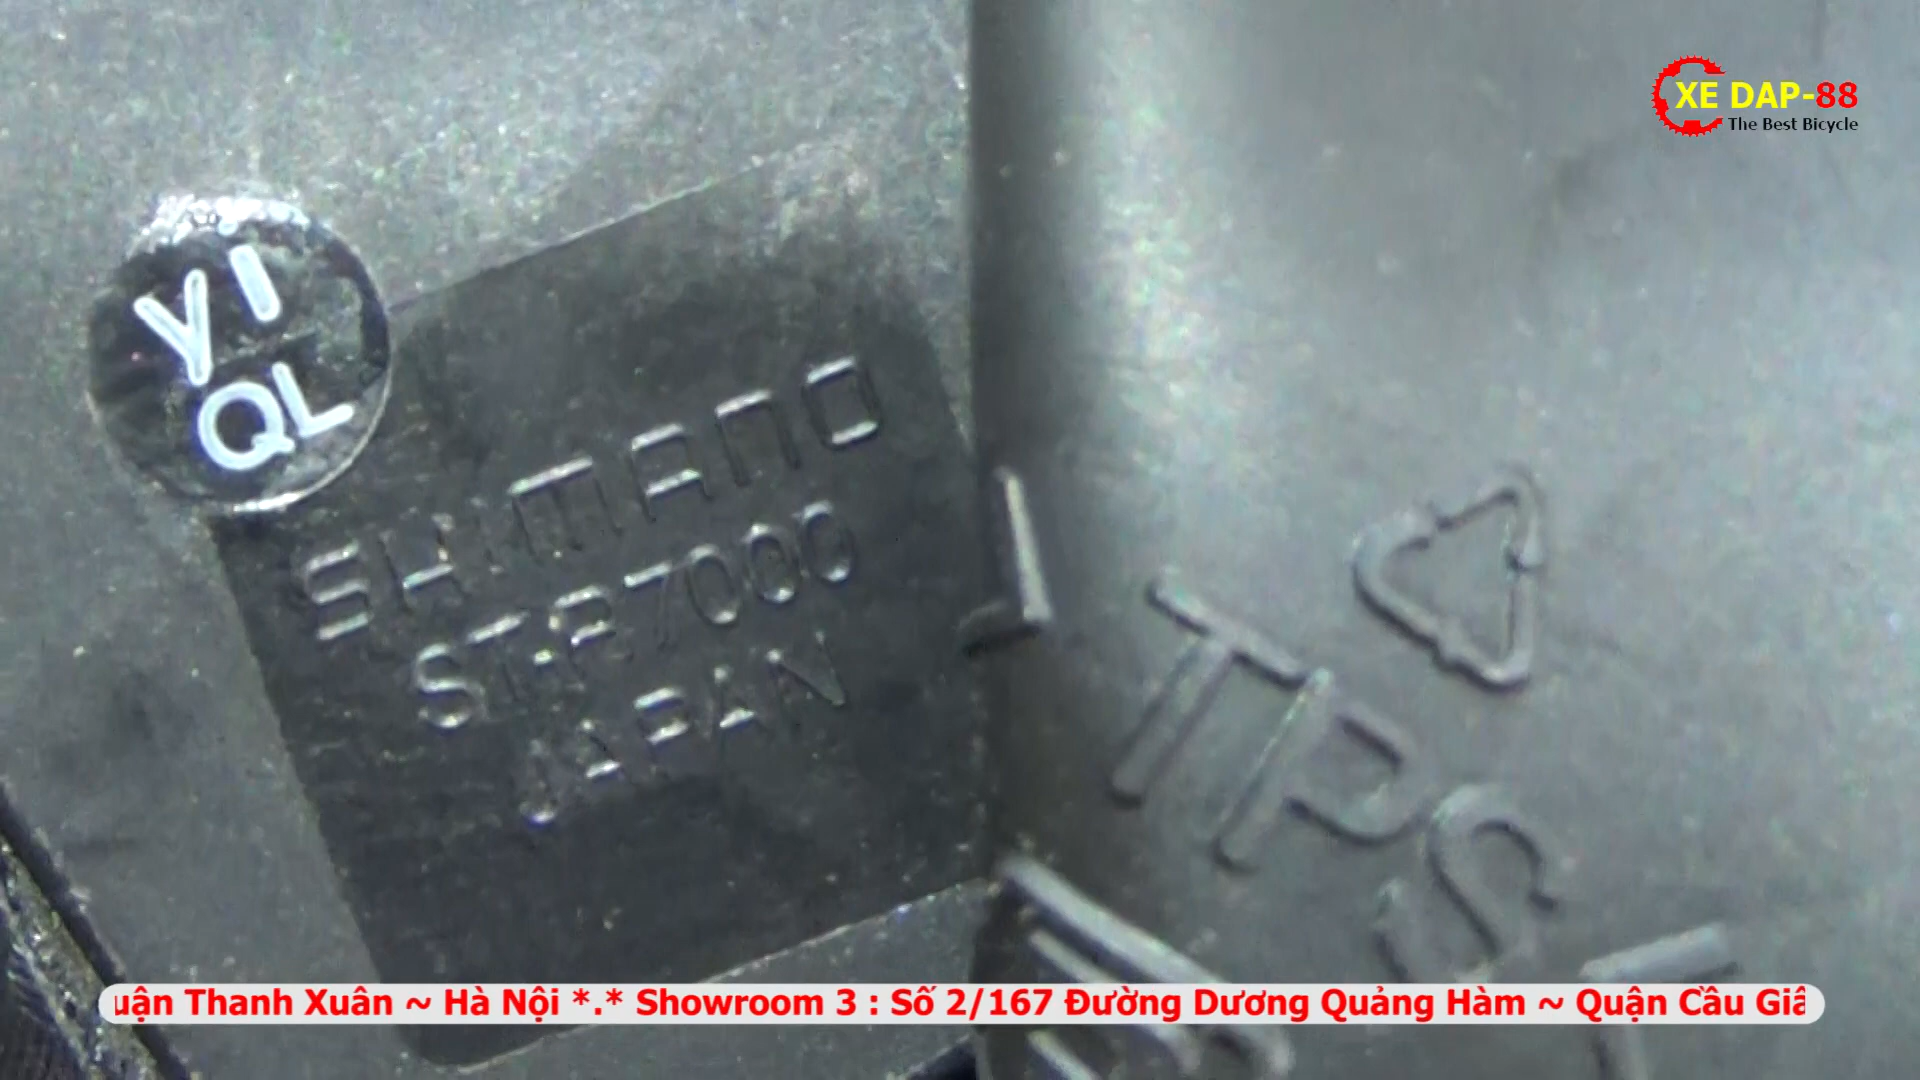 XE DAP-88
The Best Bicycle
YI
QL
SHIMANO
ST-R7000
JAPAN
TPS
uận Thanh Xuân ~ Hà Nội *.* Showroom 3 : Số 2/167 Đường Dương Quảng Hàm ~ Quận Cầu Giấ